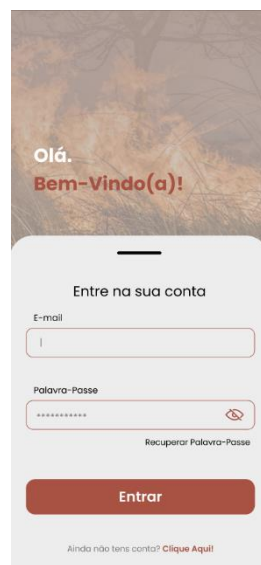 Olá.
Bem-Vindo(a)!
Entre na sua conta
E-mail
Palavra-Passe
***********
Recuperar Palavra-Passe
Entrar
Ainda não tens conta? Clique Aqui!